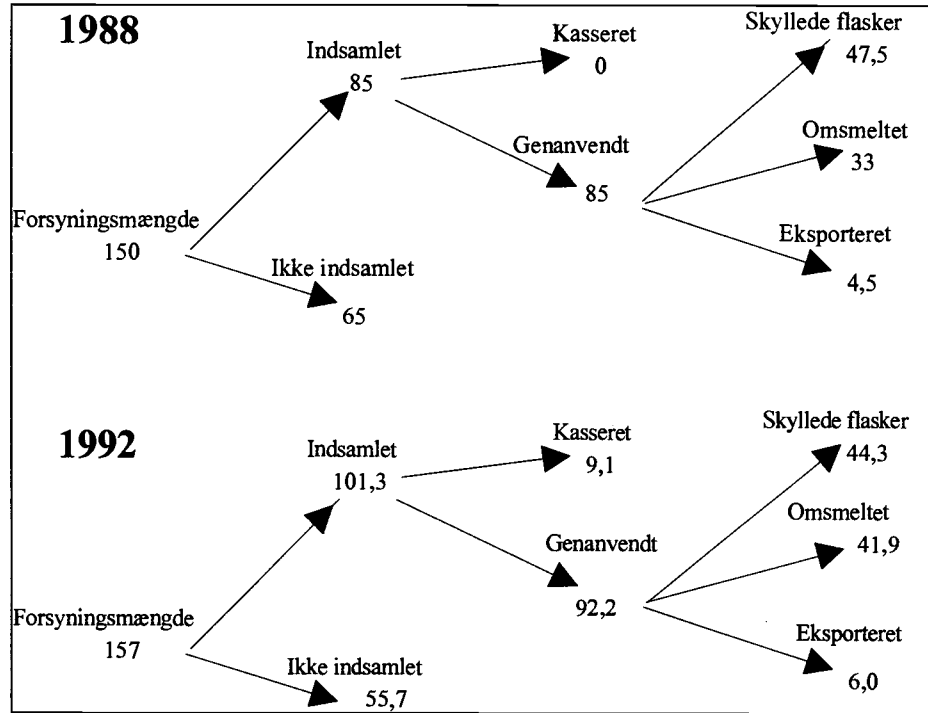 1988
Forsyningsmængde
150
Indsamlet
85
Ikke indsamlet
65
Kasseret
0
Genanvendt
85
Skyllede flasker
47,5
Omsmeltet
33
Eksporteret
4,5
1992
Forsyningsmængde
157
Indsamlet
101,3
Ikke indsamlet
55,7
Kasseret
9,1
Genanvendt
92,2
Skyllede flasker
44,3
Omsmeltet
41,9
Eksporteret
6,0